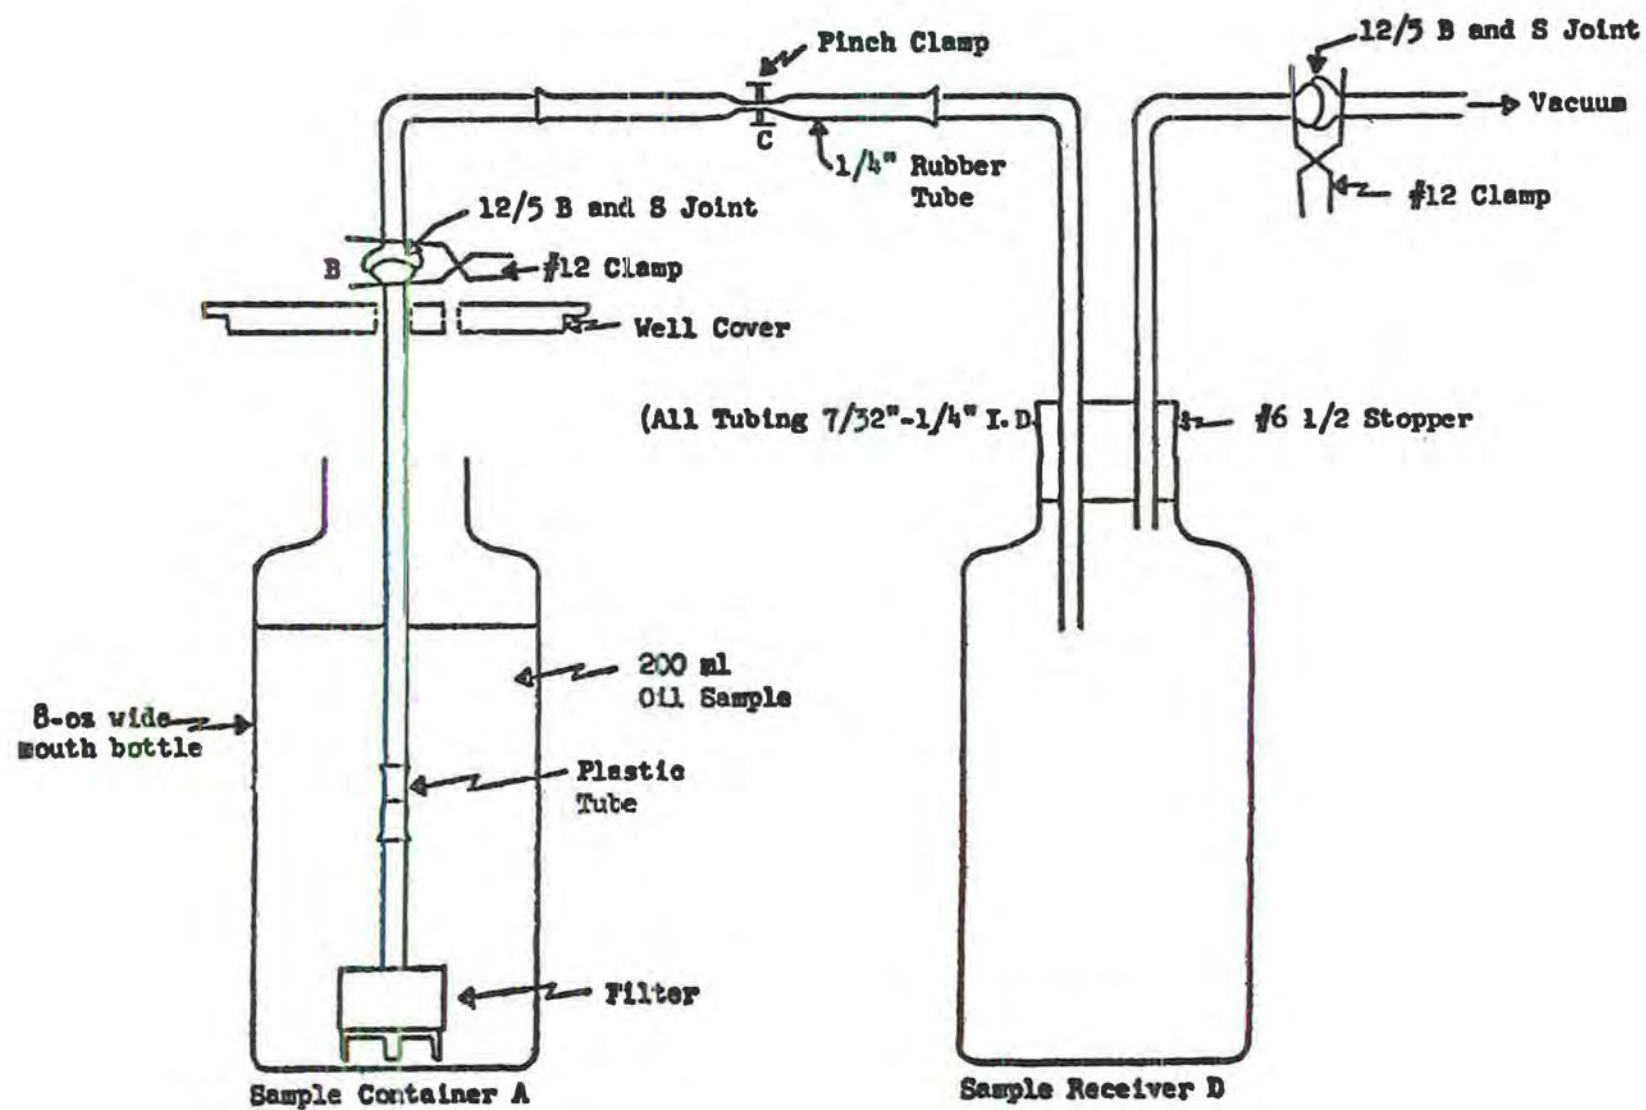 Pinch Clamp
12/5 B and S Joint
Vacuum
C
1/4" Rubber
Tube
#12 Clamp
12/5 B and S Joint
B
#12 Clamp
Well Cover
(All Tubing 7/32"-1/4" I.D.
#6 1/2 Stopper
200 ml
Oil Sample
8-oz wide
mouth bottle
Plastic
Tube
Filter
Sample Container A
Sample Receiver D